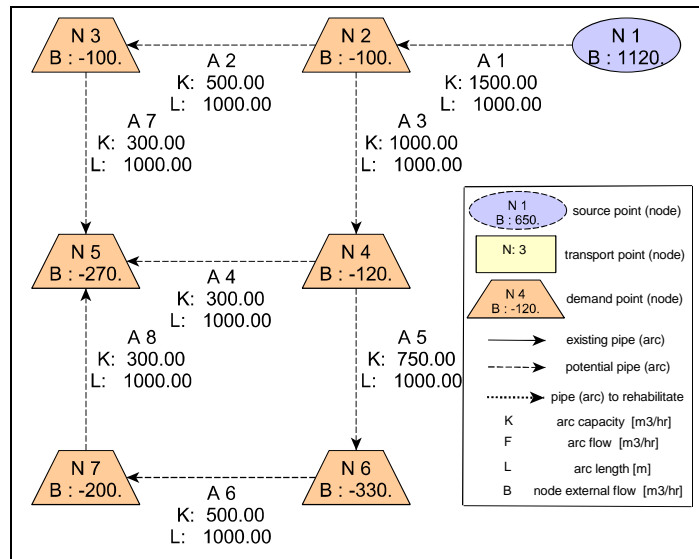 N 3
B : -100.
N 2
B : -100.
N 1
B : 1120.
A 2
K: 500.00
L: 1000.00
A 1
K: 1500.00
L: 1000.00
A 7
K: 300.00
L: 1000.00
A 3
K: 1000.00
L: 1000.00
N 5
B : -270.
N 4
B : -120.
A 4
K: 300.00
L: 1000.00
A 8
K: 300.00
L: 1000.00
A 5
K: 750.00
L: 1000.00
N 7
B : -200.
N 6
B : -330.
A 6
K: 500.00
L: 1000.00
N 1
B : 650.
source point (node)
N: 3
transport point (node)
N 4
B : -120.
demand point (node)
existing pipe (arc)
potential pipe (arc)
pipe (arc) to rehabilitate
K arc capacity [m3/hr]
F arc flow [m3/hr]
L arc length [m]
B node external flow [m3/hr]